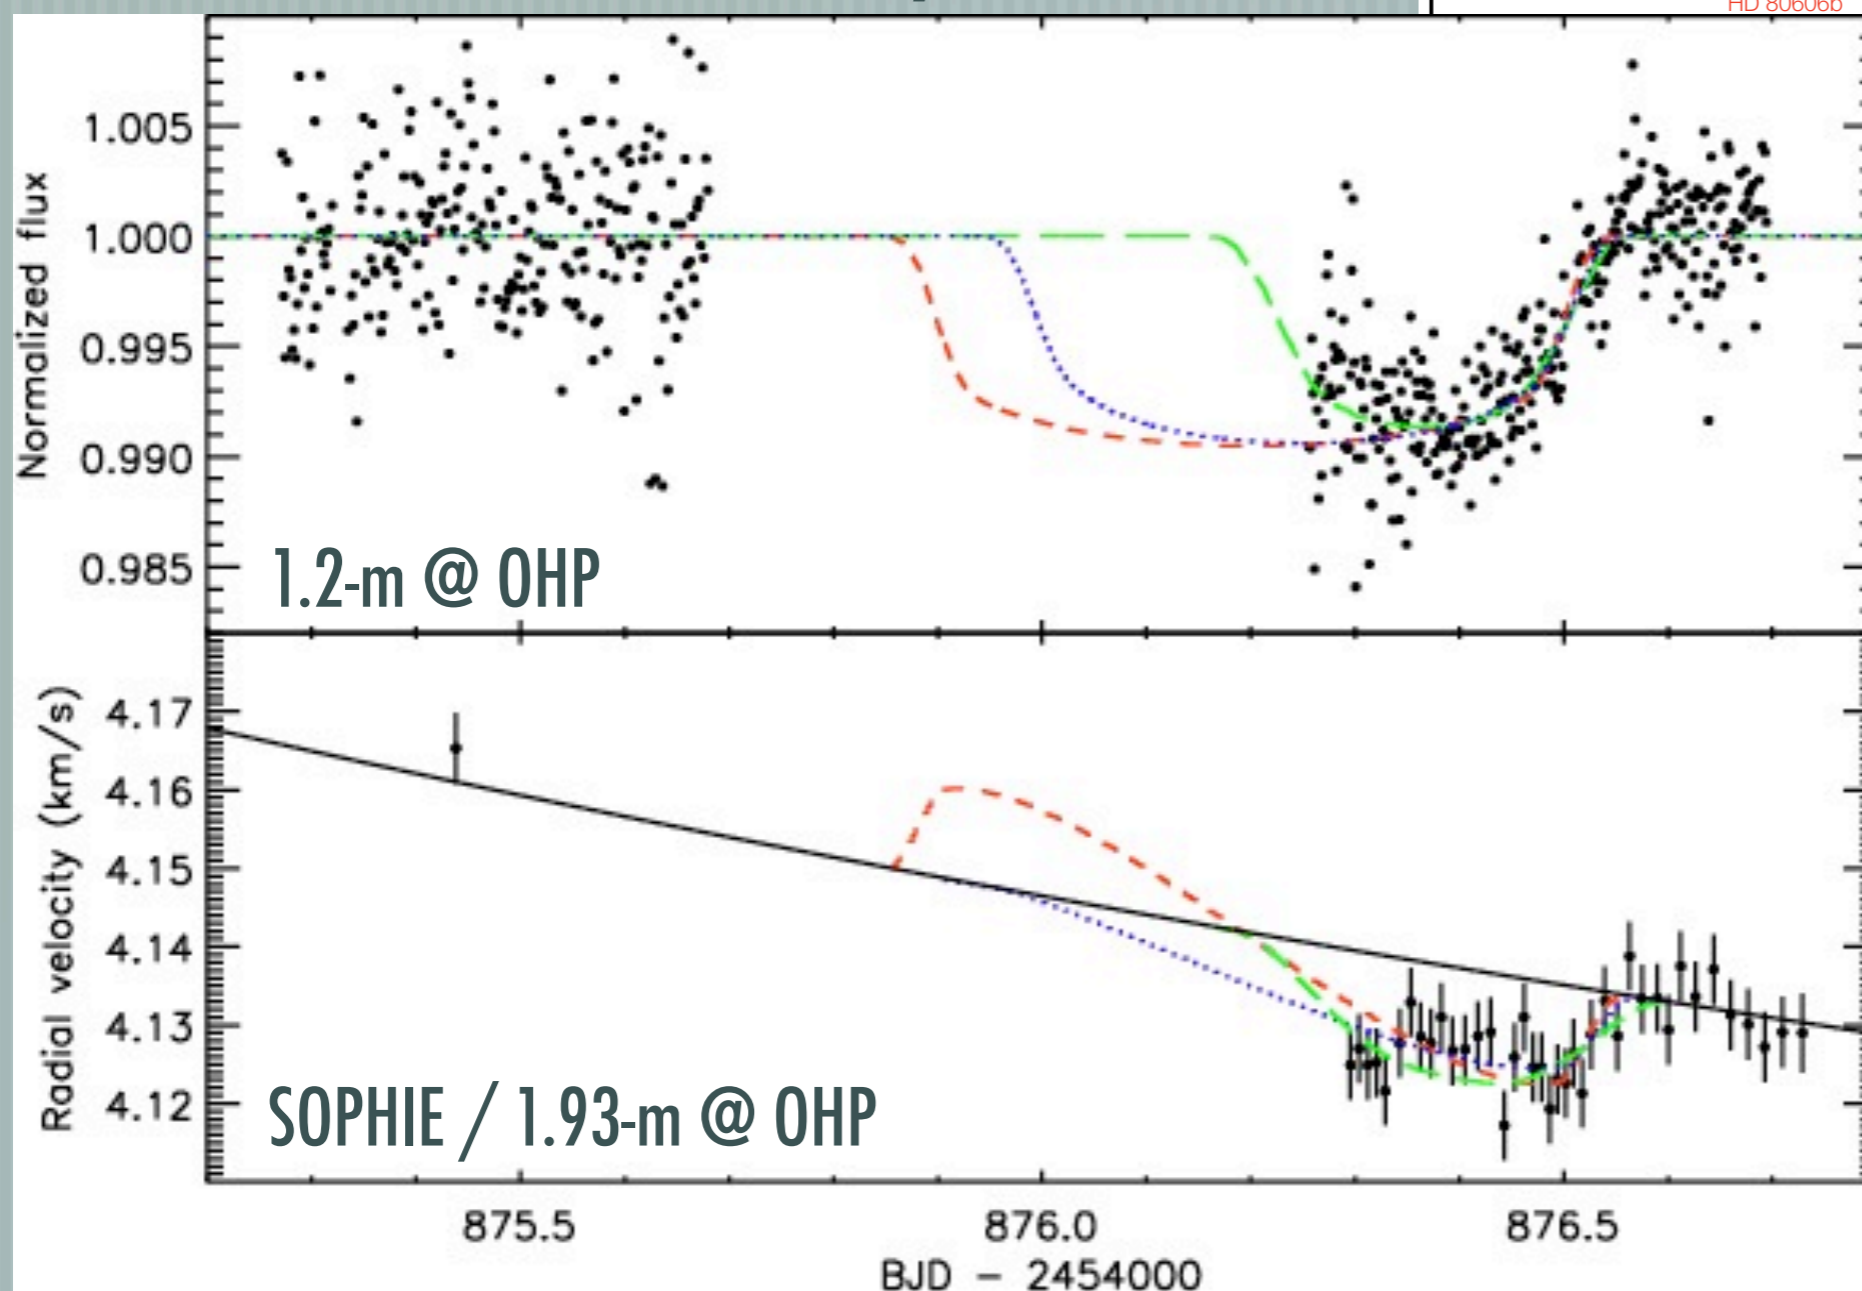 HD 80606b
Normalized flux
1.005
1.000
0.995
0.990
0.985
1.2-m @ OHP
Radial velocity (km/s)
4.17
4.16
4.15
4.14
4.13
4.12
SOPHIE / 1.93-m @ OHP
875.5 876.0 876.5
BJD – 2454000